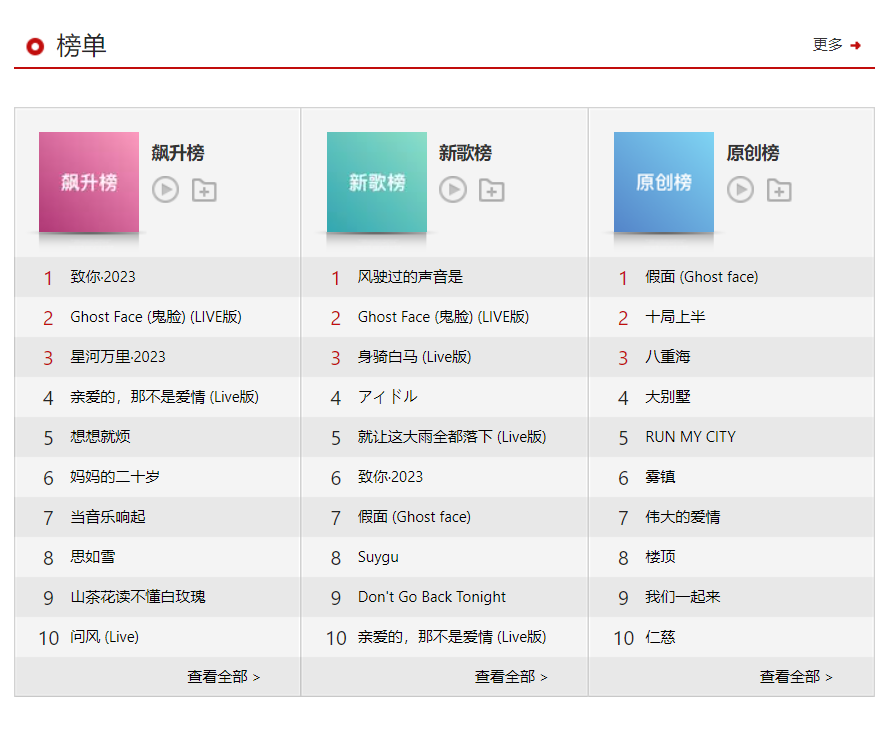 榜单
更多
飙升榜
飙升榜
1 致你·2023
2 Ghost Face (鬼脸) (LIVE版)
3 星河万里·2023
4 亲爱的，那不是爱情 (Live版)
5 想想就烦
6 妈妈的二十岁
7 当音乐响起
8 思如雪
9 山茶花读不懂白玫瑰
10 问风 (Live)
查看全部 >
新歌榜
新歌榜
1 风驶过的声音是
2 Ghost Face (鬼脸) (LIVE版)
3 身骑白马 (Live版)
4 アイドル
5 就让这大雨全都落下 (Live版)
6 致你·2023
7 假面 (Ghost face)
8 Suygu
9 Don't Go Back Tonight
10 亲爱的，那不是爱情 (Live版)
查看全部 >
原创榜
原创榜
1 假面 (Ghost face)
2 十局上半
3 八重海
4 大别墅
5 RUN MY CITY
6 雾镇
7 伟大的爱情
8 楼顶
9 我们一起来
10 仁慈
查看全部 >